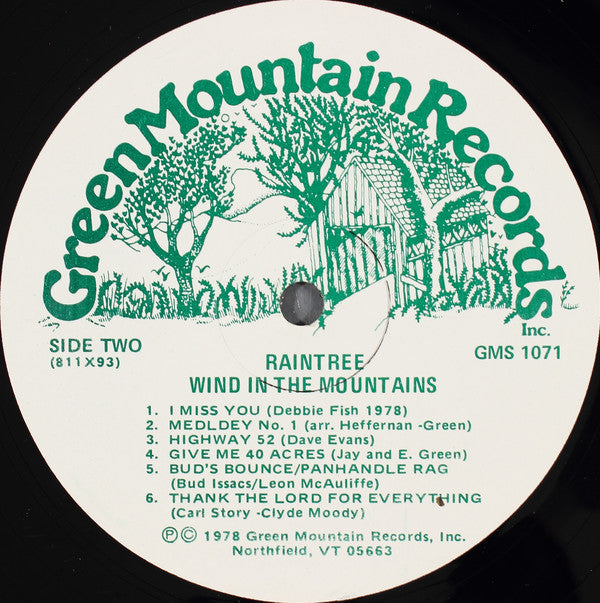 Green Mountain Records
Inc.
SIDE TWO
(811X93)
GMS 1071
RAINTREE
WIND IN THE MOUNTAINS
1. I MISS YOU (Debbie Fish 1978)
2. MEDLDEY No. 1 (arr. Heffernan -Green)
3. HIGHWAY 52 (Dave Evans)
4. GIVE ME 40 ACRES (Jay and E. Green)
5. BUD'S BOUNCE/PANHANDLE RAG
(Bud Issacs/Leon McAuliffe)
6. THANK THE LORD FOR EVERYTHING
(Carl Story -Clyde Moody)
℗ © 1978 Green Mountain Records, Inc.
Northfield, VT 05663